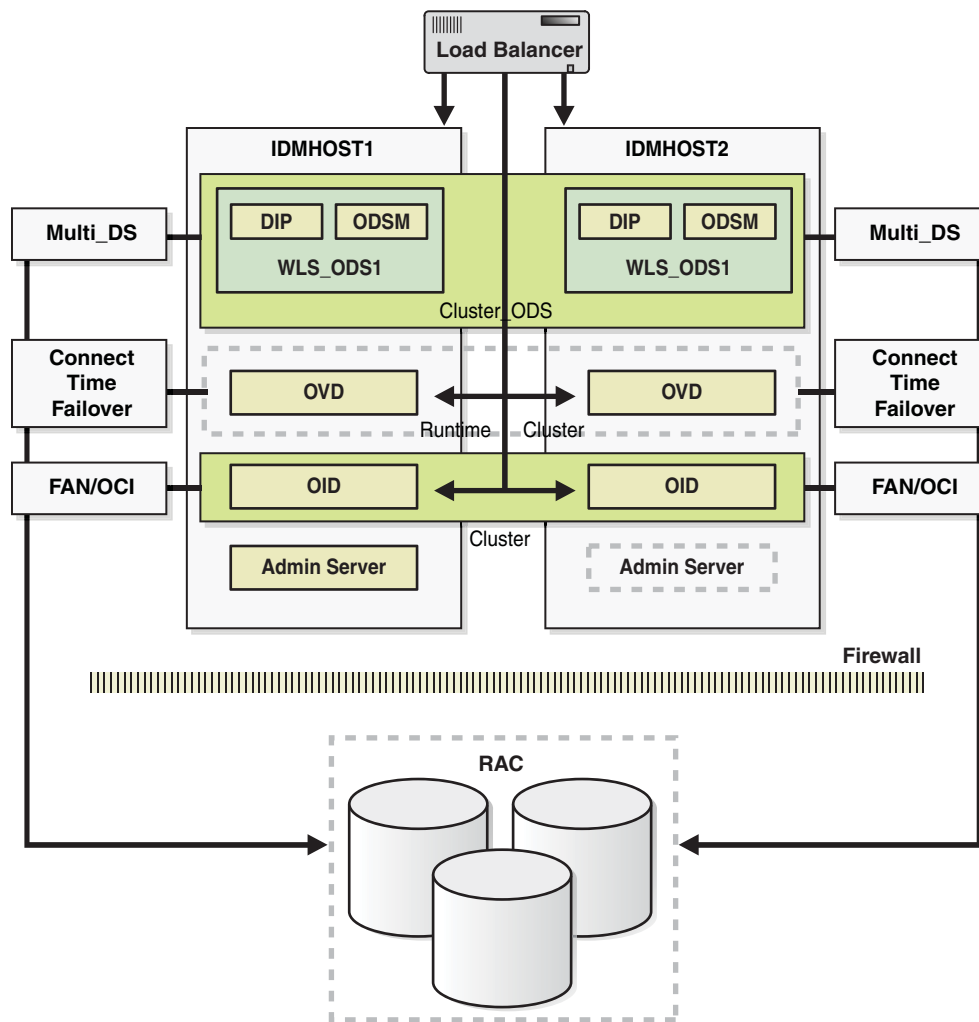 Load Balancer
IDMHOST1
IDMHOST2
Multi_DS
DIP
ODSM
WLS_ODS1
DIP
ODSM
WLS_ODS1
Multi_DS
Cluster_ODS
Connect
Time
Failover
OVD
OVD
Connect
Time
Failover
Runtime
Cluster
FAN/OCI
OID
OID
FAN/OCI
Cluster
Admin Server
Admin Server
Firewall
RAC